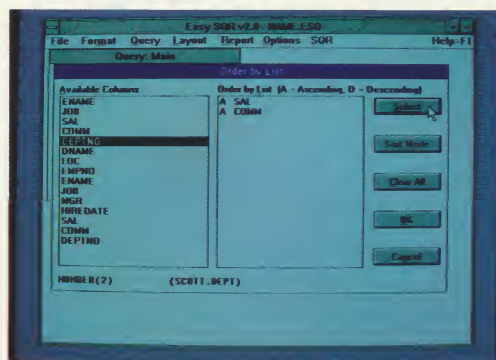 Easy SQR v2.0 NAME.ESQ
File Format Query Layout Report Options SQR Help-F1
Query: Main
Order by List
Available Columns
Order by List (A - Ascending, D - Descending)
ENAME
JOB
SAL
COMM
DEPTNO
DNAME
LOC
EMPNO
ENAME
JOB
MGR
HIREDATE
SAL
COMM
DEPTNO
A SAL
A COMM
Select
Sort Mode
Clear All
OK
Cancel
NUMBER(2) (SCOTT.DEPT)